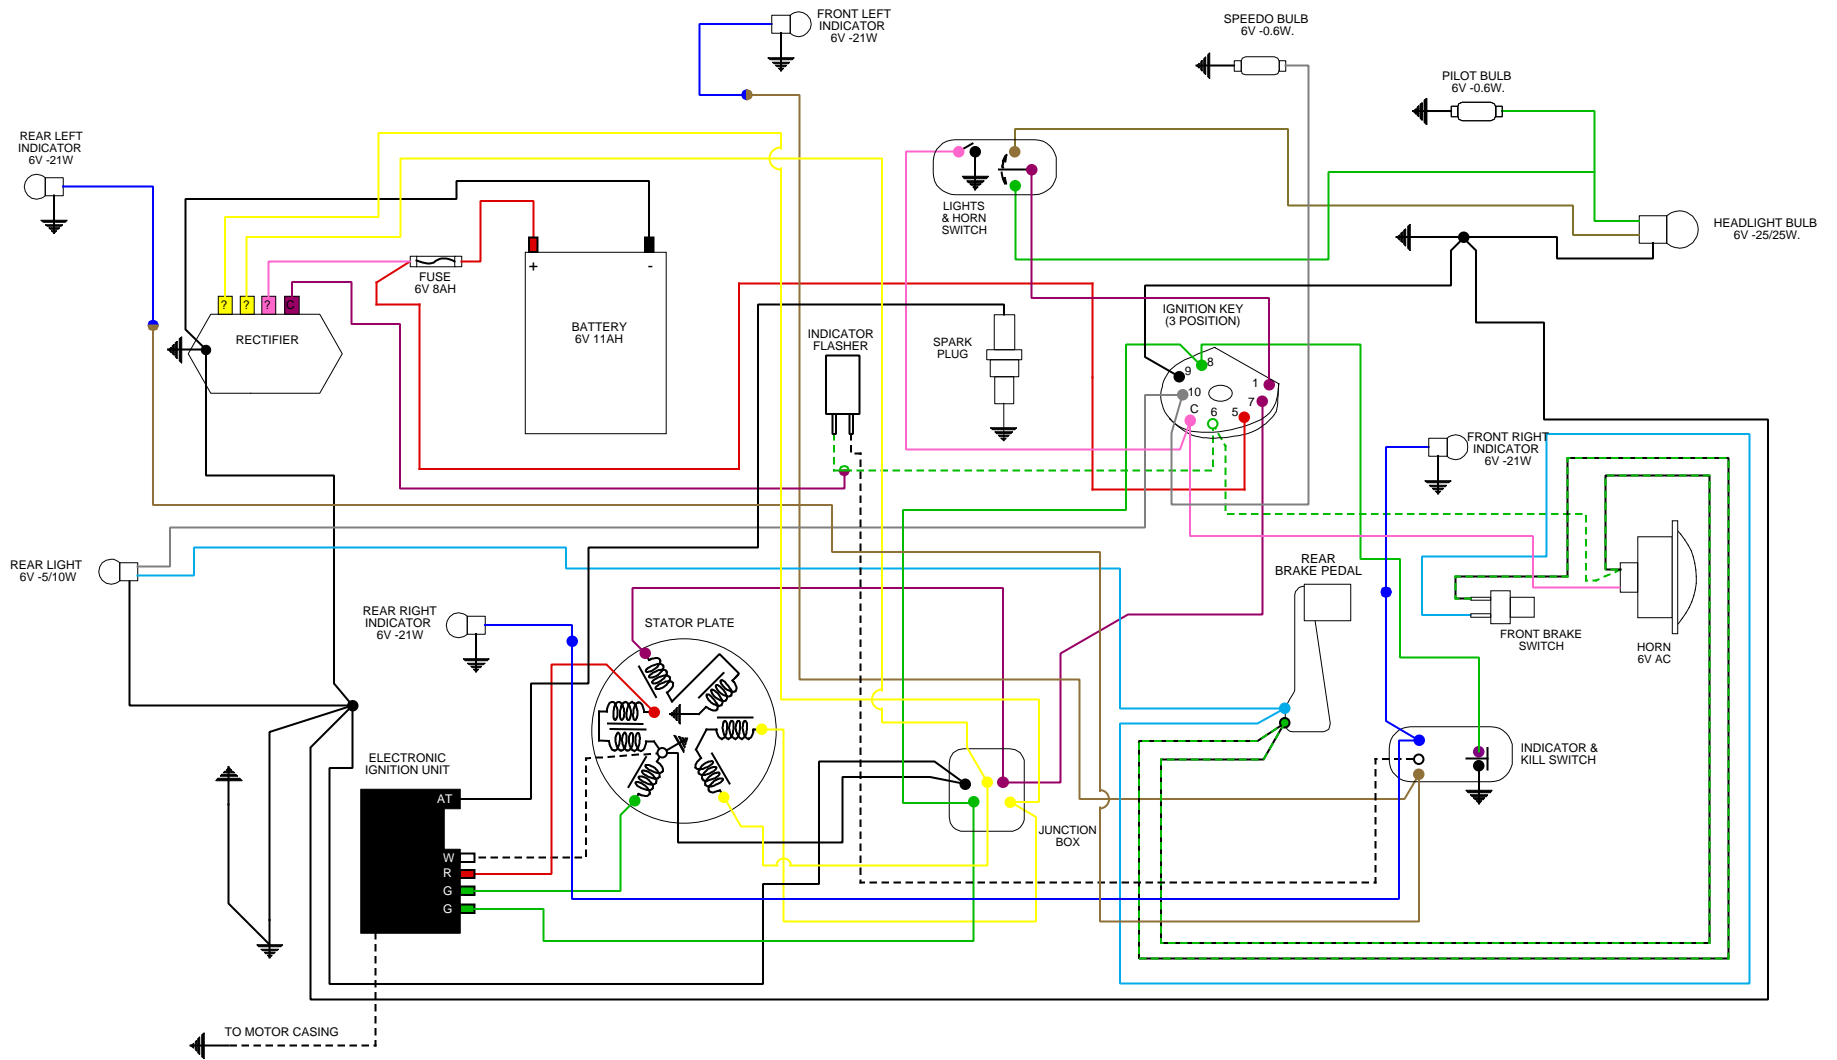 FRONT LEFT
INDICATOR
6V -21W
SPEEDO BULB
6V -0.6W.
PILOT BULB
6V -0.6W.
REAR LEFT
INDICATOR
6V -21W
LIGHTS
& HORN
SWITCH
HEADLIGHT BULB
6V -25/25W.
+
-
FUSE
6V 8AH
? ? ? C
RECTIFIER
BATTERY
6V 11AH
INDICATOR
FLASHER
SPARK
PLUG
IGNITION KEY
(3 POSITION)
8
9
10
1
7
C
6
5
FRONT RIGHT
INDICATOR
6V -21W
REAR LIGHT
6V -5/10W
REAR RIGHT
INDICATOR
6V -21W
STATOR PLATE
REAR
BRAKE PEDAL
FRONT BRAKE
SWITCH
HORN
6V AC
ELECTRONIC
IGNITION UNIT
AT
W
R
G
G
JUNCTION
BOX
INDICATOR &
KILL SWITCH
TO MOTOR CASING